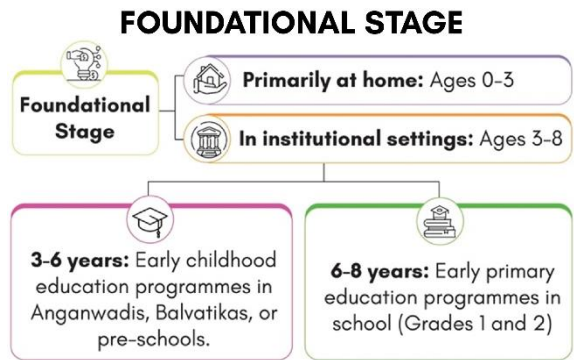 FOUNDATIONAL STAGE
Foundational
Stage
Primarily at home: Ages 0-3
In institutional settings: Ages 3-8
3-6 years: Early childhood
education programmes in
Anganwadis, Balvatikas, or
pre-schools.
6-8 years: Early primary
education programmes in
school (Grades 1 and 2)